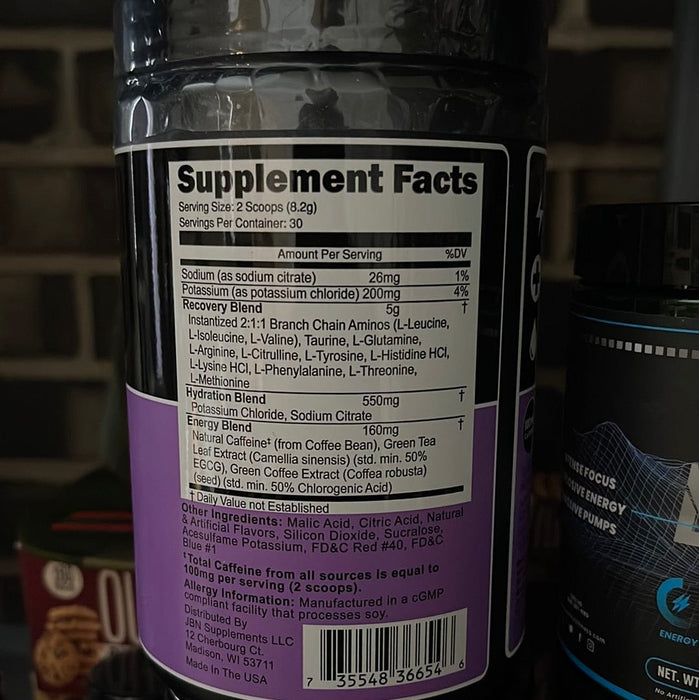 Supplement Facts
Serving Size: 2 Scoops (8.2g)
Servings Per Container: 30
Amount Per Serving %DV
Sodium (as sodium citrate) 26mg 1%
Potassium (as potassium chloride) 200mg 4%
Recovery Blend 5g †
Instantized 2:1:1 Branch Chain Aminos (L-Leucine,
L-Isoleucine, L-Valine), Taurine, L-Glutamine,
L-Arginine, L-Citrulline, L-Tyrosine, L-Histidine HCl,
L-Lysine HCl, L-Phenylalanine, L-Threonine,
L-Methionine
Hydration Blend 550mg †
Potassium Chloride, Sodium Citrate
Energy Blend 160mg †
Natural Caffeine‡ (from Coffee Bean), Green Tea
Leaf Extract (Camellia sinensis) (std. min. 50%
EGCG), Green Coffee Extract (Coffea robusta)
(seed) (std. min. 50% Chlorogenic Acid)
† Daily Value not Established
Other Ingredients: Malic Acid, Citric Acid, Natural
& Artificial Flavors, Silicon Dioxide, Sucralose,
Acesulfame Potassium, FD&C Red #40, FD&C
Blue #1
‡Total Caffeine from all sources is equal to
100mg per serving (2 scoops).
Allergy Information: Manufactured in a cGMP
compliant facility that processes soy.
Distributed By
JBN Supplements LLC
12 Cherbourg Ct.
Madison, WI 53711
Made in The USA
7 35548 36654 6
FOCUS
ENERGY
PUMPS
ENERGY
NET. W